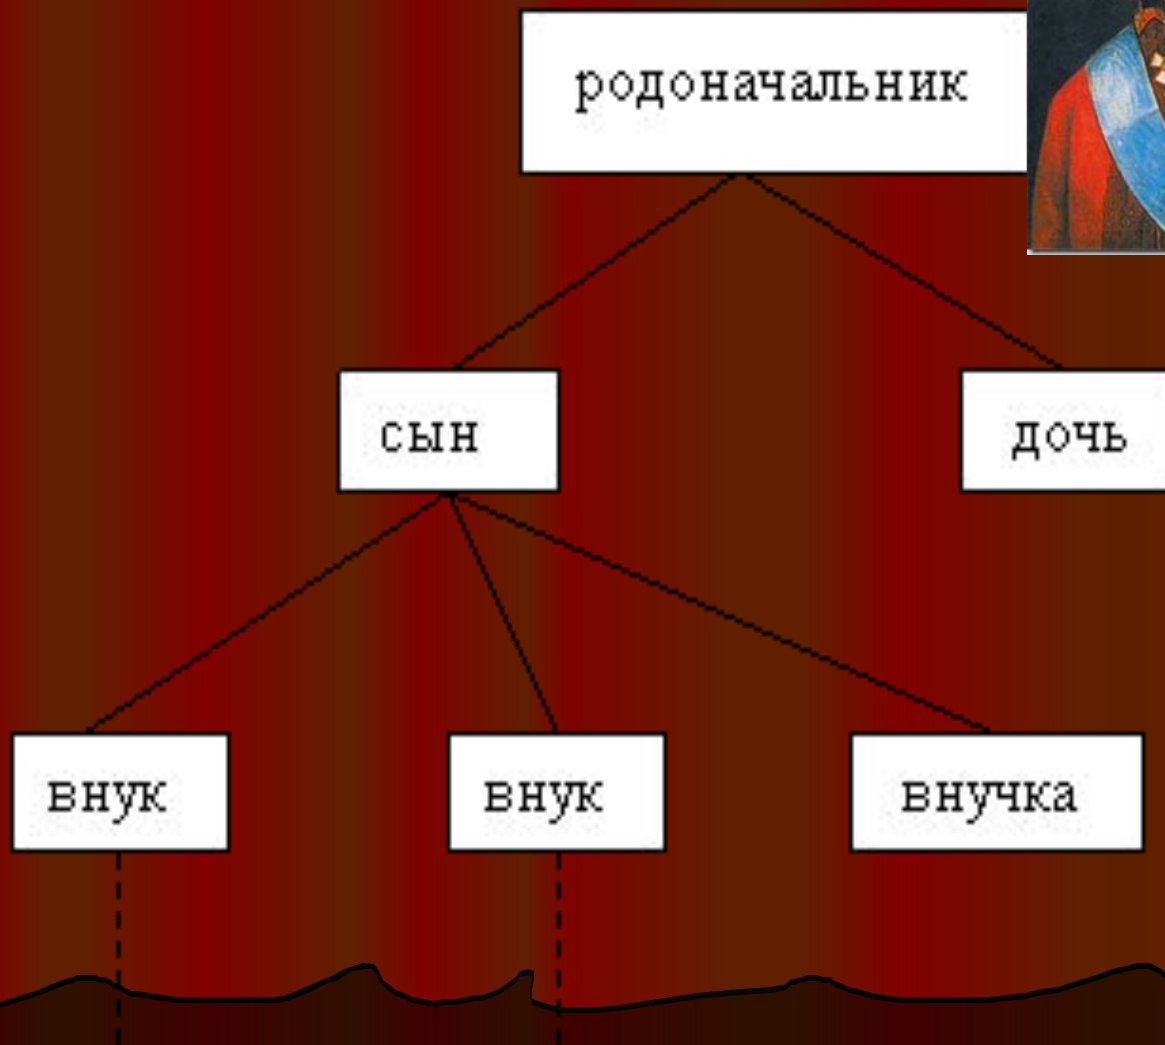 родоначальник
сын
дочь
внук
внук
внучка